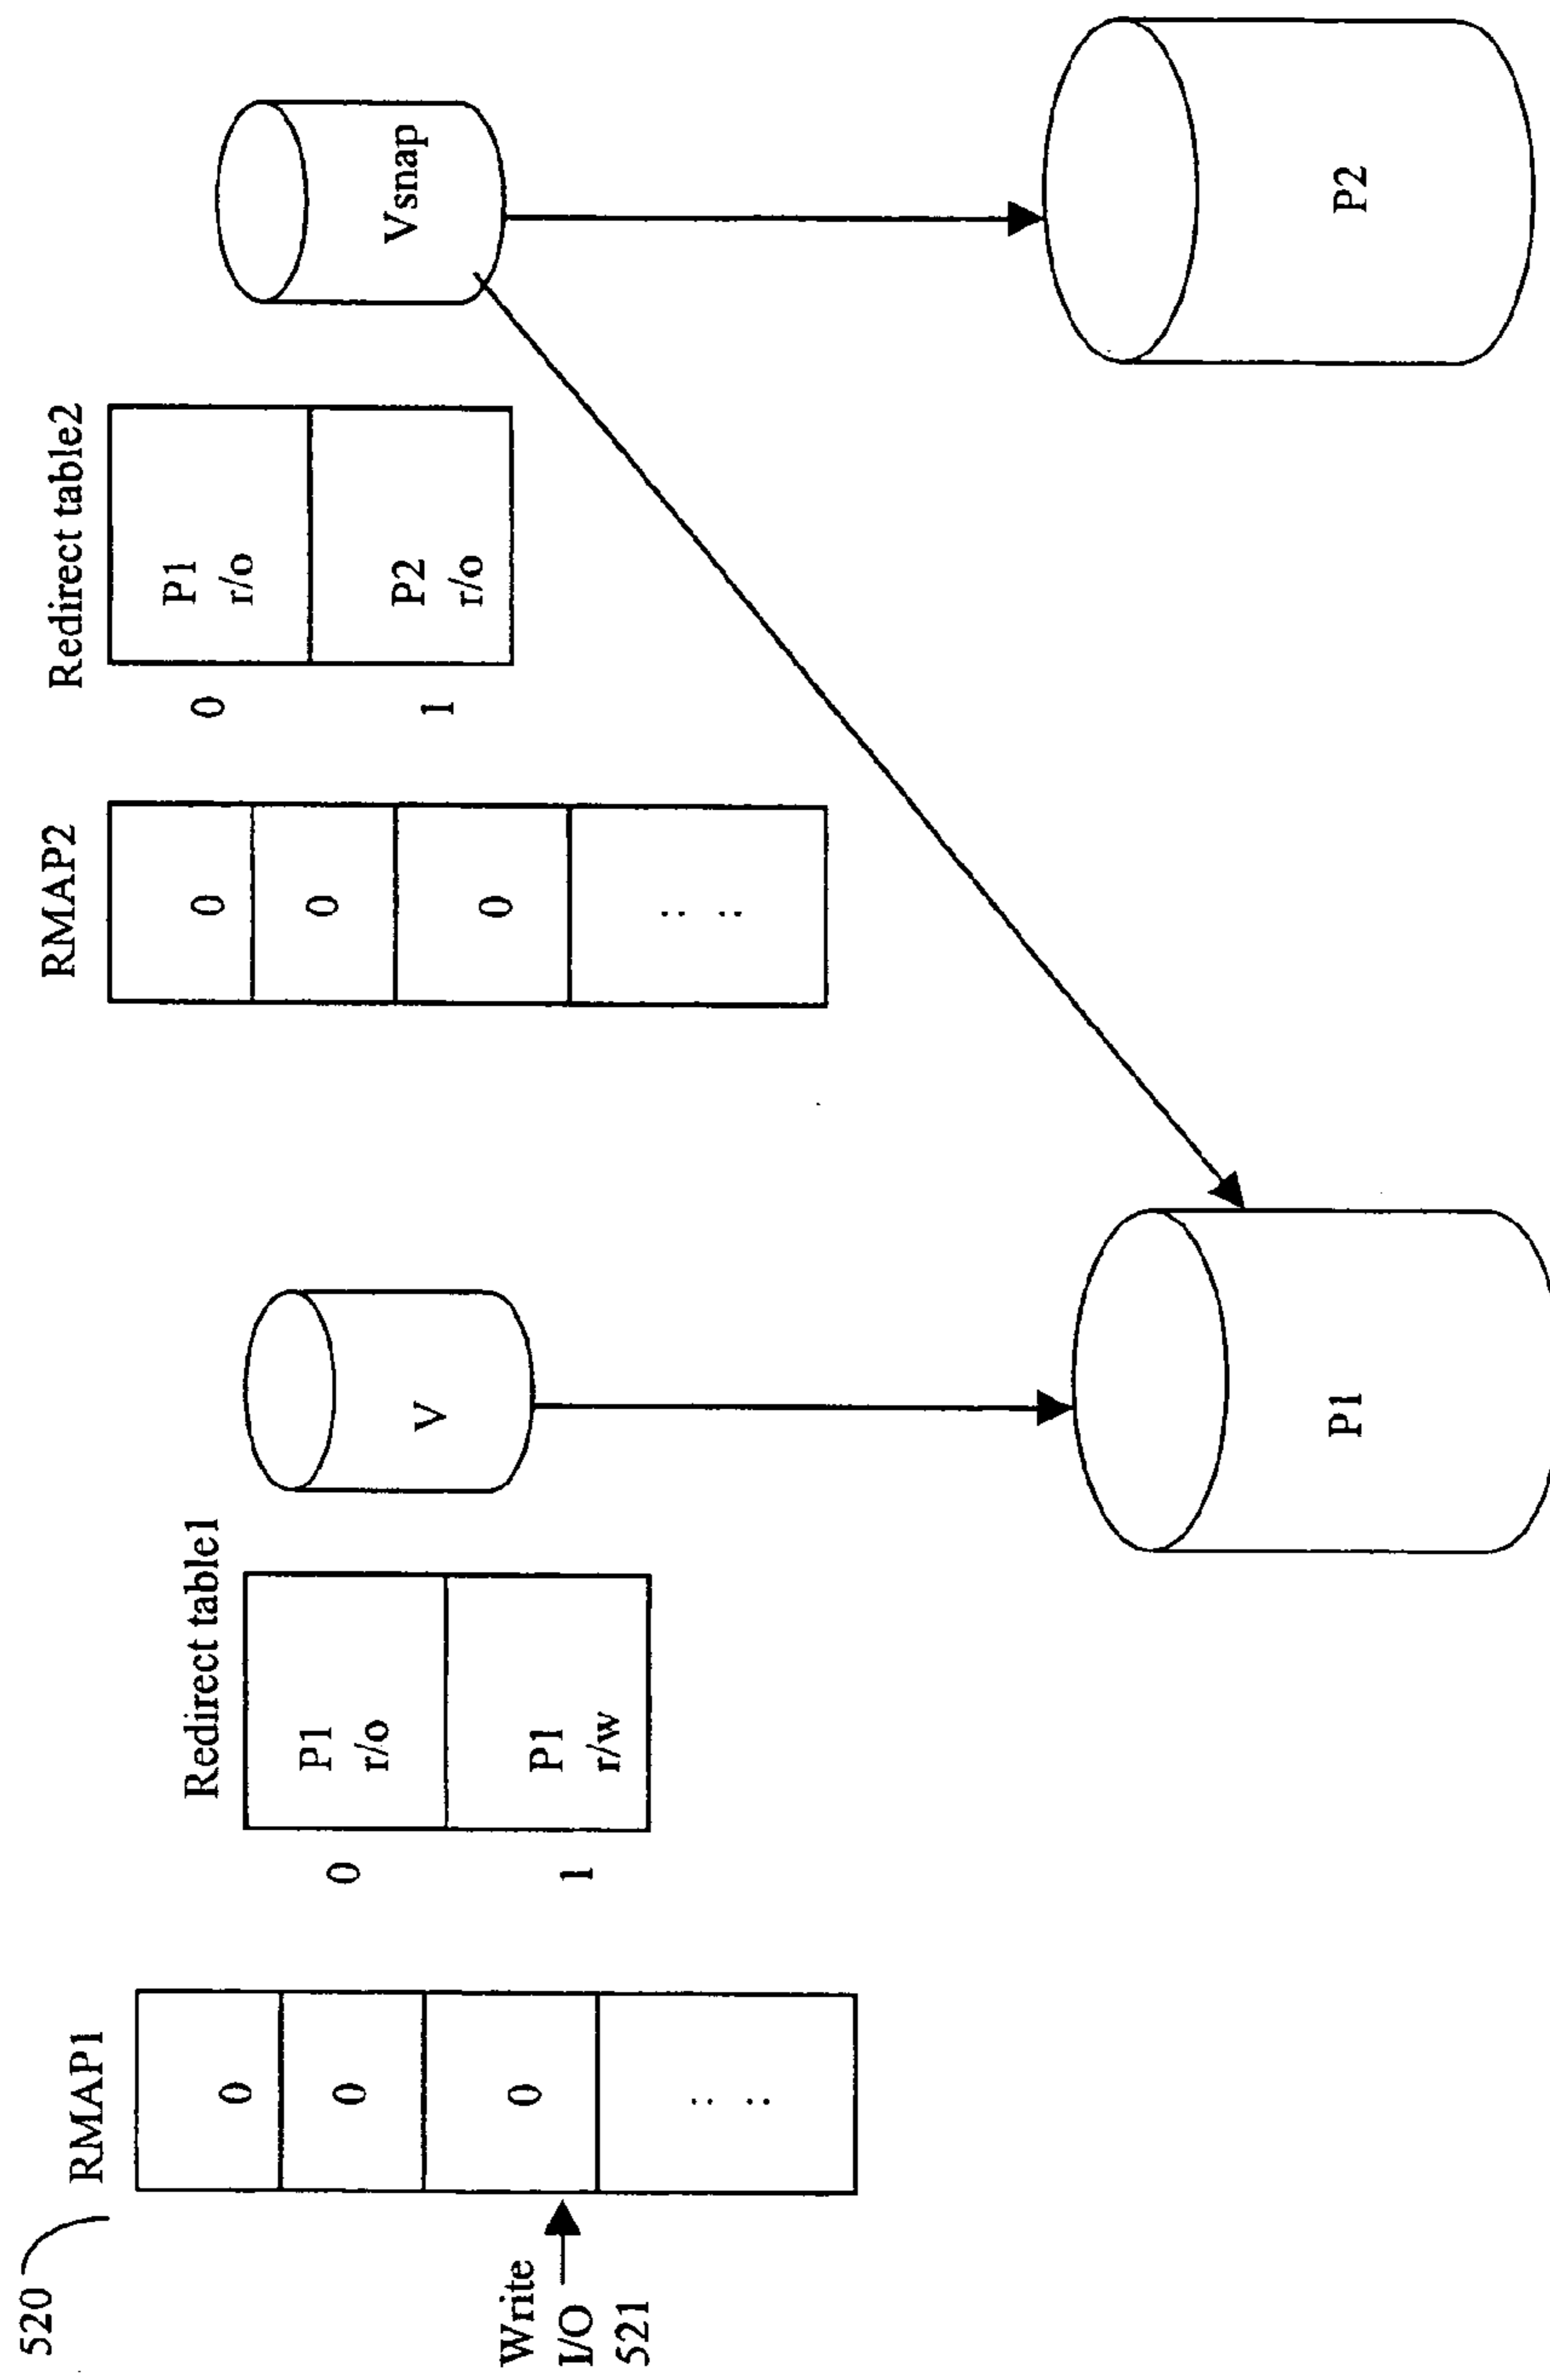 520
RMAP1
0
0
0
: :
Write
I/O
521
Redirect table1
0
P1
r/o
1
P1
r/w
V
P1
RMAP2
0
0
0
: :
Redirect table2
0
P1
r/o
1
P2
r/o
Vsnap
P2